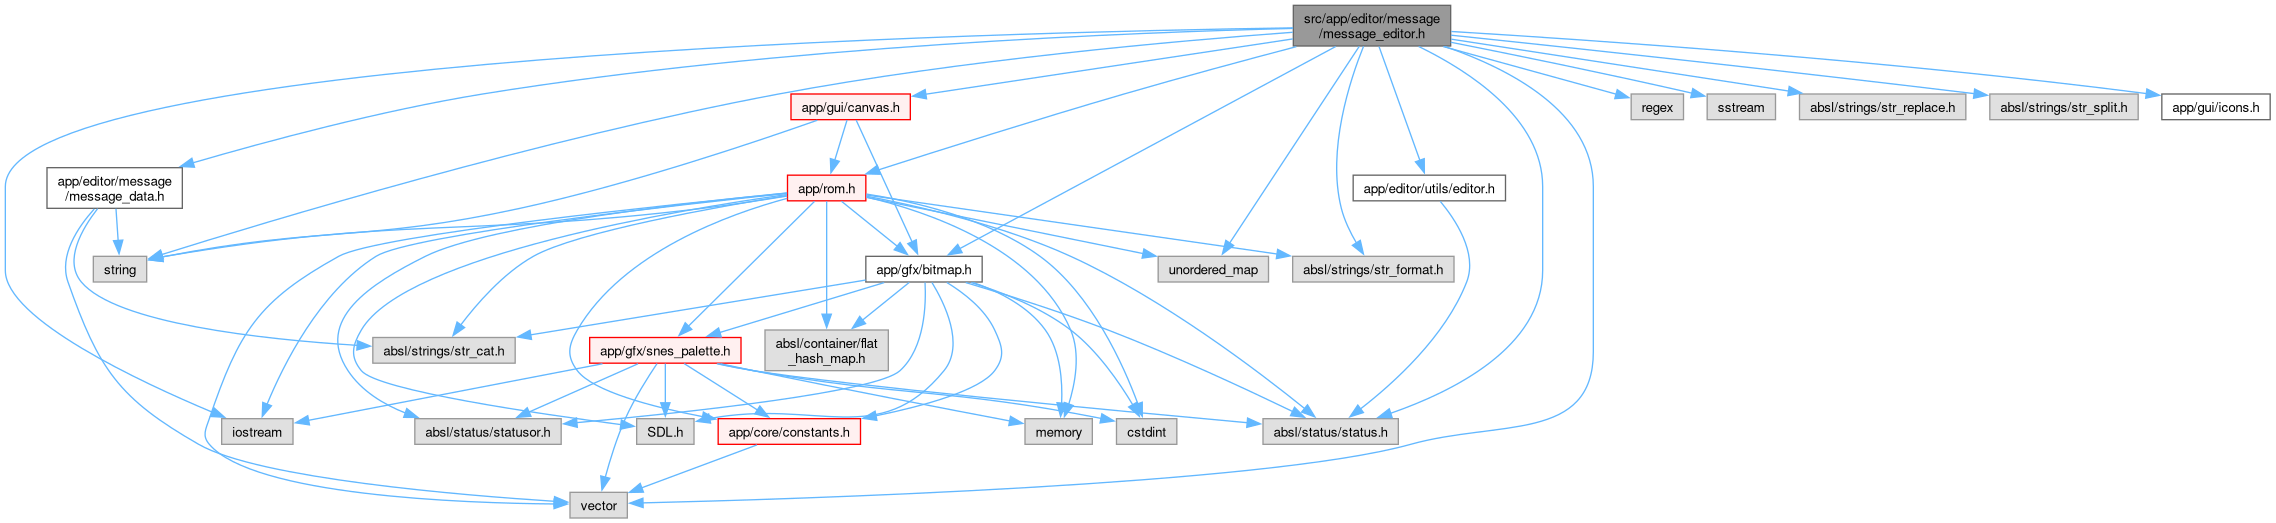 src/app/editor/message
/message_editor.h
app/gui/canvas.h
regex
sstream
absl/strings/str_replace.h
absl/strings/str_split.h
app/gui/icons.h
app/editor/message
/message_data.h
app/rom.h
app/editor/utils/editor.h
string
app/gfx/bitmap.h
unordered_map
absl/strings/str_format.h
absl/strings/str_cat.h
app/gfx/snes_palette.h
absl/container/flat
_hash_map.h
iostream
absl/status/statusor.h
SDL.h
app/core/constants.h
memory
cstdint
absl/status/status.h
vector